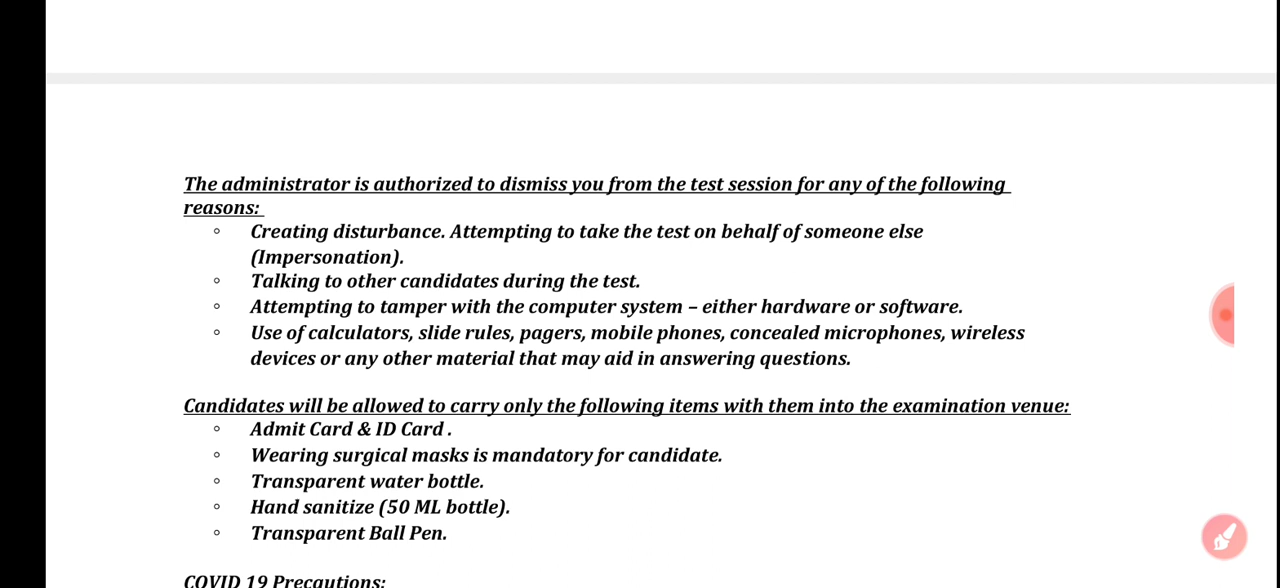 The administrator is authorized to dismiss you from the test session for any of the following
reasons:
◦ Creating disturbance. Attempting to take the test on behalf of someone else
(Impersonation).
◦ Talking to other candidates during the test.
◦ Attempting to tamper with the computer system – either hardware or software.
◦ Use of calculators, slide rules, pagers, mobile phones, concealed microphones, wireless
devices or any other material that may aid in answering questions.
Candidates will be allowed to carry only the following items with them into the examination venue:
◦ Admit Card & ID Card .
◦ Wearing surgical masks is mandatory for candidate.
◦ Transparent water bottle.
◦ Hand sanitize (50 ML bottle).
◦ Transparent Ball Pen.
COVID 19 Precautions: